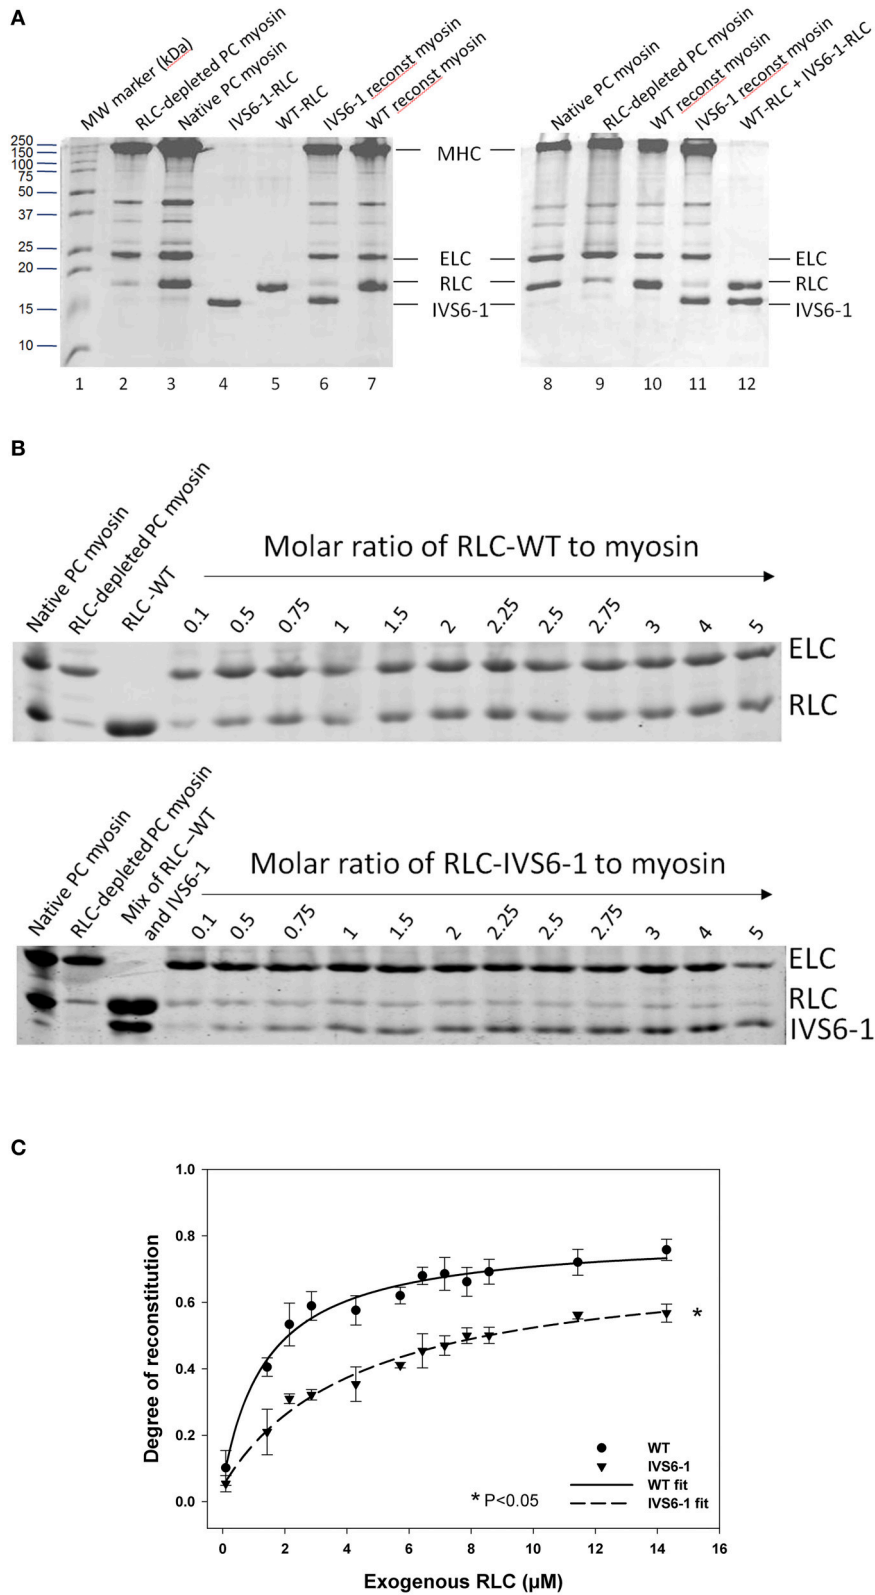 A
MW marker (kDa)
RLC-depleted PC myosin
Native PC myosin
IVS6-1-RLC
WT-RLC
IVS6-1 reconst myosin
WT reconst myosin
Native PC myosin
RLC-depleted PC myosin
WT reconst myosin
IVS6-1 reconst myosin
WT-RLC + IVS6-1-RLC
250
150
100
75
50
37
25
20
15
10
MHC
ELC
RLC
IVS6-1
ELC
RLC
IVS6-1
1 2 3 4 5 6 7 8 9 10 11 12
B
Native PC myosin
RLC-depleted PC myosin
RLC -WT
Molar ratio of RLC-WT to myosin
0.1 0.5 0.75 1 1.5 2 2.25 2.5 2.75 3 4 5
ELC
RLC
Native PC myosin
RLC-depleted PC myosin
Mix of RLC –WT
and IVS6-1
Molar ratio of RLC-IVS6-1 to myosin
0.1 0.5 0.75 1 1.5 2 2.25 2.5 2.75 3 4 5
ELC
RLC
IVS6-1
C
Degree of reconstitution
1.0
0.8
0.6
0.4
0.2
0.0
*
WT
IVS6-1
WT fit
IVS6-1 fit
* P<0.05
0 2 4 6 8 10 12 14 16
Exogenous RLC (µM)